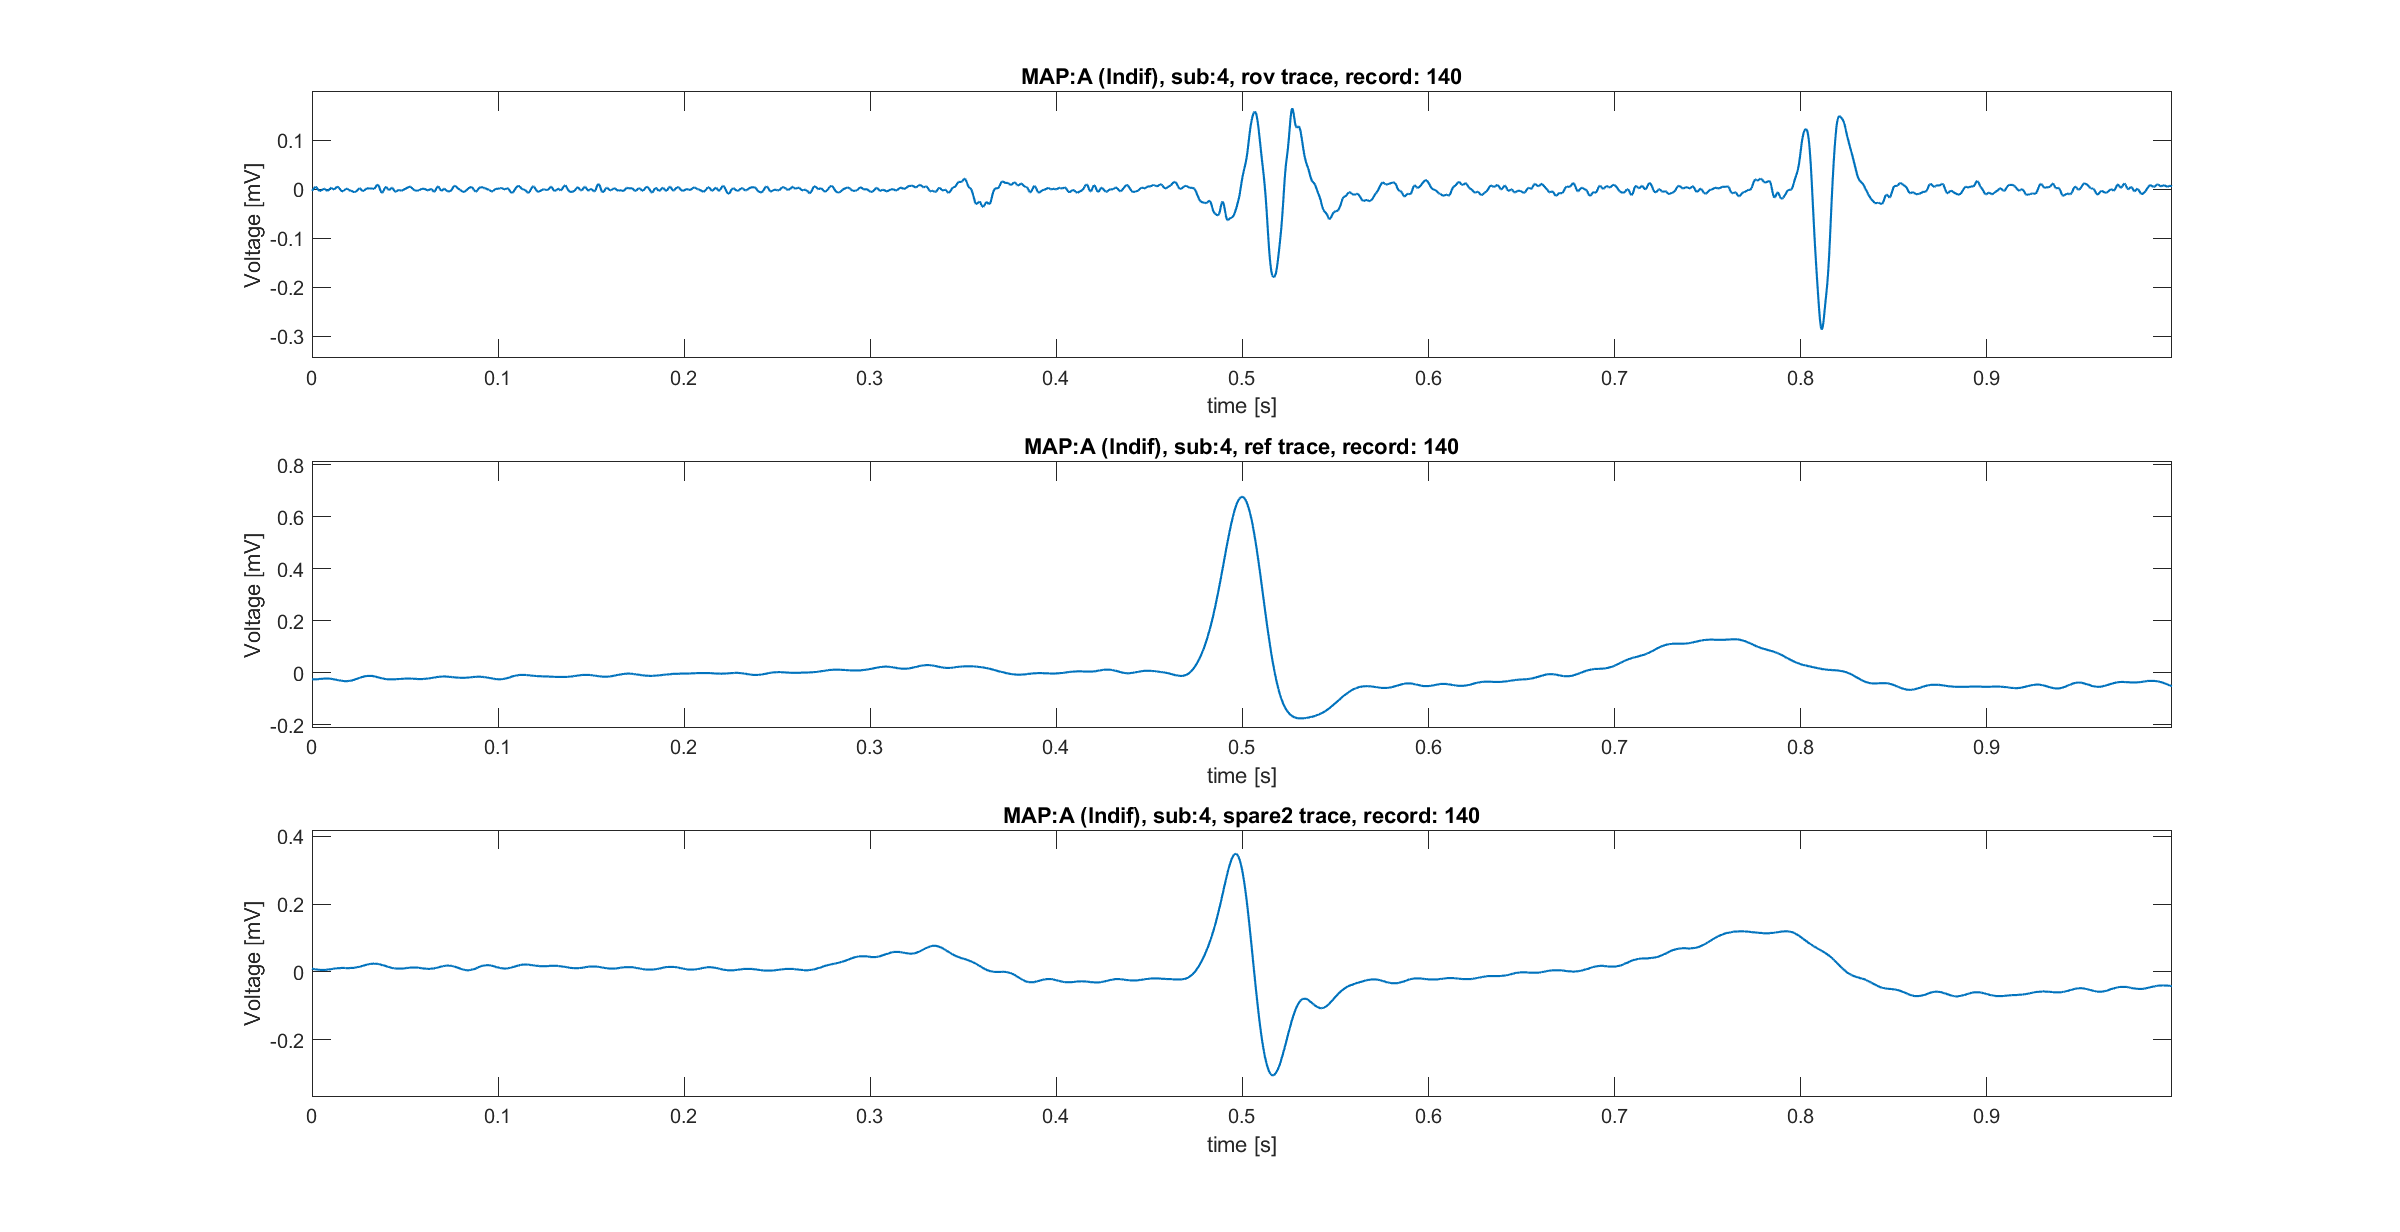 MAP:A (Indif), sub:4, rov trace, record: 140
Voltage [mV]
0.1
0
-0.1
-0.2
-0.3
0 0.1 0.2 0.3 0.4 0.5 0.6 0.7 0.8 0.9
time [s]
MAP:A (Indif), sub:4, ref trace, record: 140
Voltage [mV]
0.8
0.6
0.4
0.2
0
-0.2
0 0.1 0.2 0.3 0.4 0.5 0.6 0.7 0.8 0.9
time [s]
MAP:A (Indif), sub:4, spare2 trace, record: 140
Voltage [mV]
0.4
0.2
0
-0.2
0 0.1 0.2 0.3 0.4 0.5 0.6 0.7 0.8 0.9
time [s]